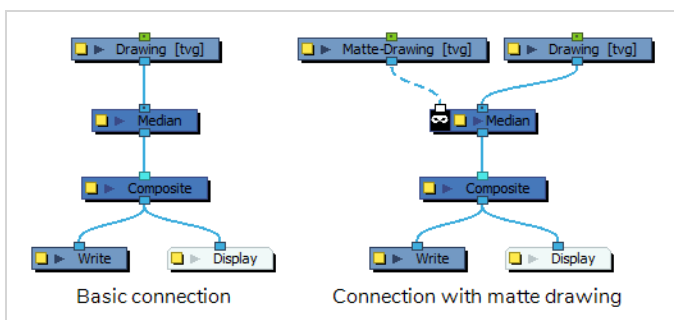 Drawing [tvg]
Median
Composite
Write
Display
Basic connection
Matte-Drawing [tvg]
Drawing [tvg]
Median
Composite
Write
Display
Connection with matte drawing